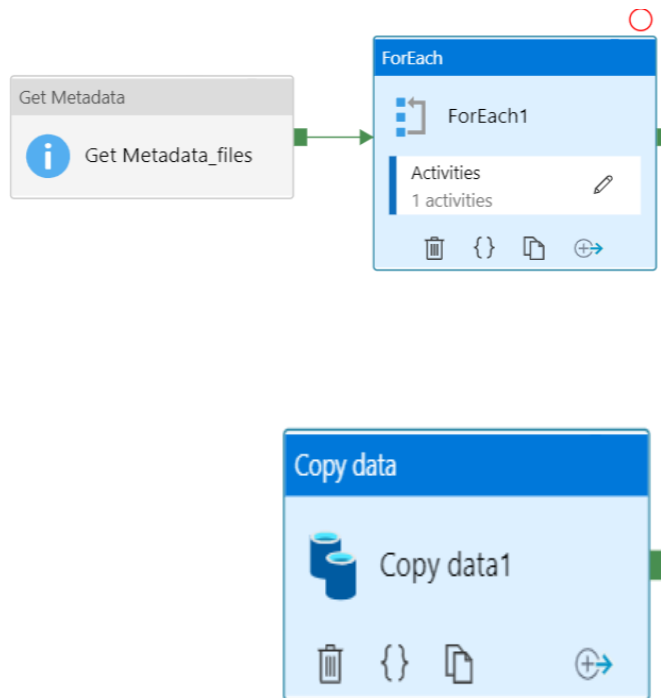 Get Metadata
Get Metadata_files
ForEach
ForEach1
Activities
1 activities
{}
Copy data
Copy data1
{}